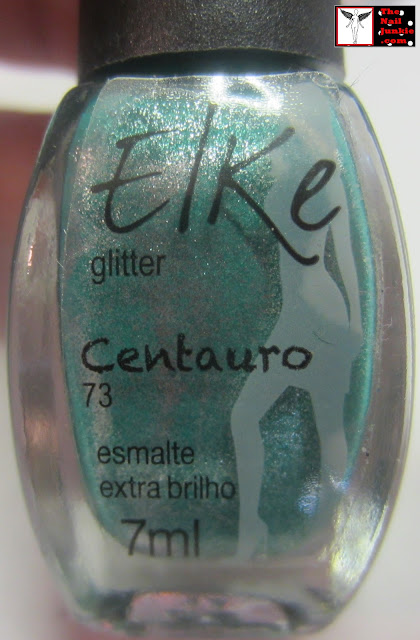 The
Nail
Junkie
.com
Elke
glitter
Centauro
73
esmalte
extra brilho
7ml